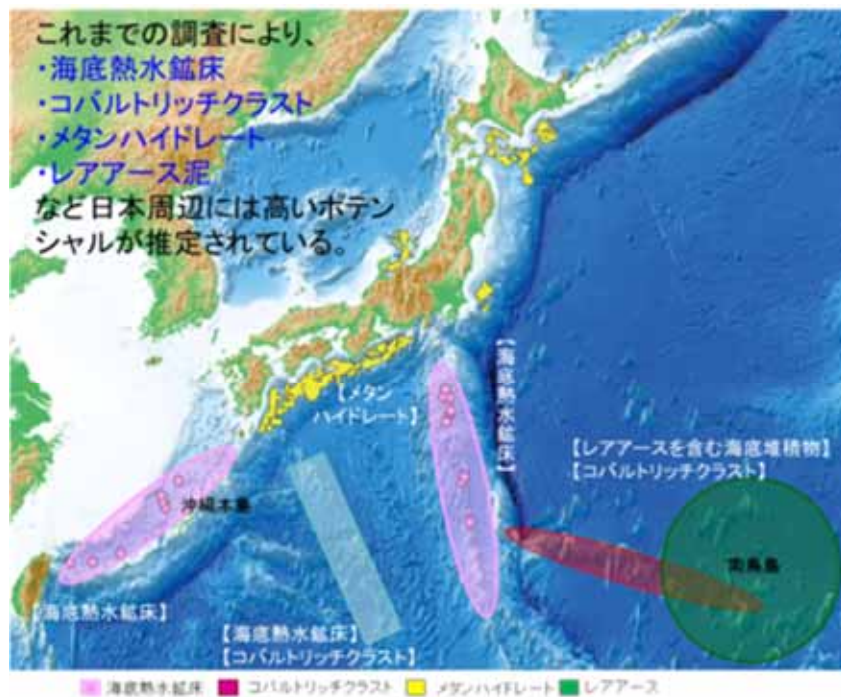 これまでの調査により、
・海底熱水鉱床
・コバルトリッチクラスト
・メタンハイドレート
・レアアース泥
など日本周辺には高いポテン
シャルが推定されている。
【海底熱水鉱床】
【メタン
ハイドレート】
【レアアースを含む海底堆積物】
【コバルトリッチクラスト】
沖縄本島
南鳥島
【海底熱水鉱床】
【海底熱水鉱床】
【コバルトリッチクラスト】
海底熱水鉱床 コバルトリッチクラスト メタンハイドレート レアアース